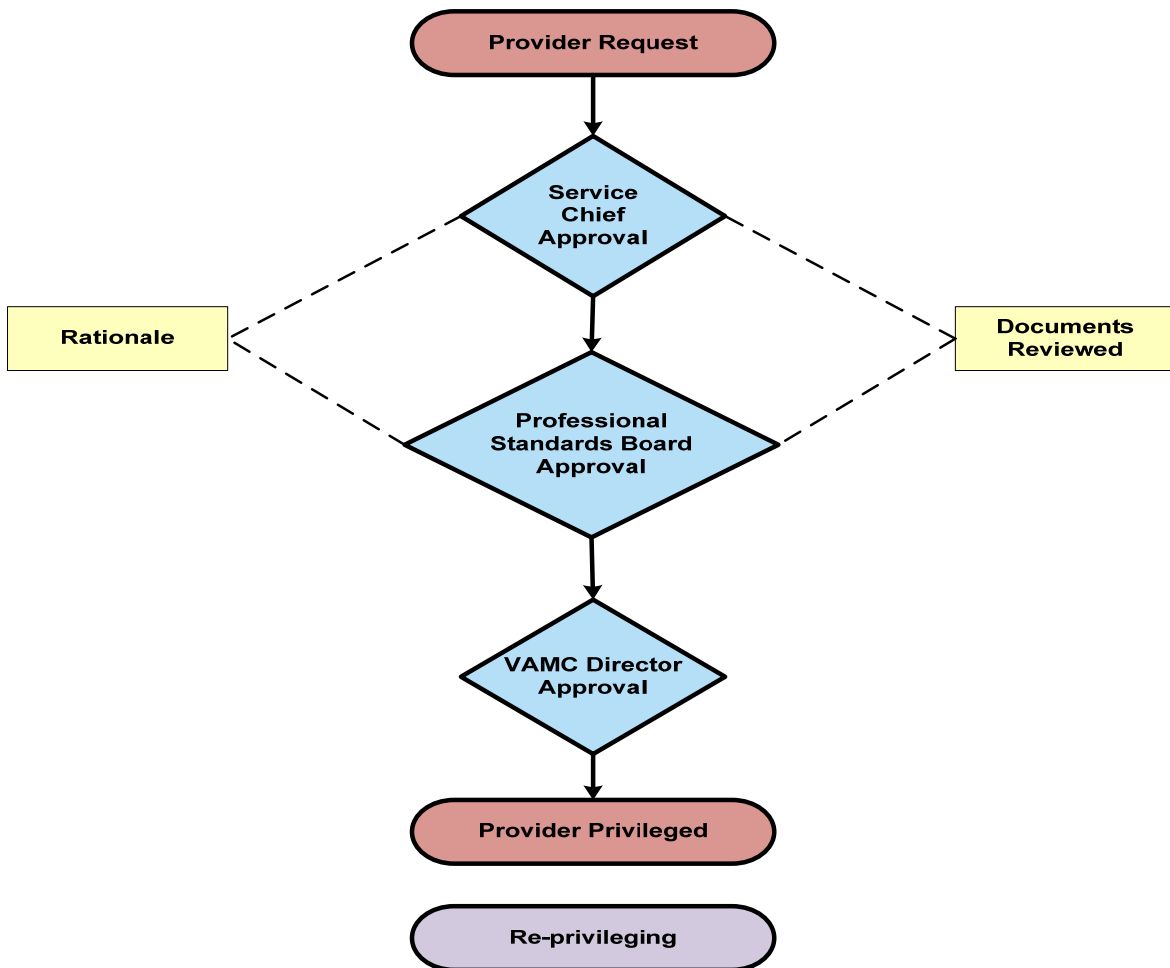 Provider Request
Service
Chief
Approval
Rationale
Documents
Reviewed
Professional
Standards Board
Approval
VAMC Director
Approval
Provider Privileged
Re-privileging